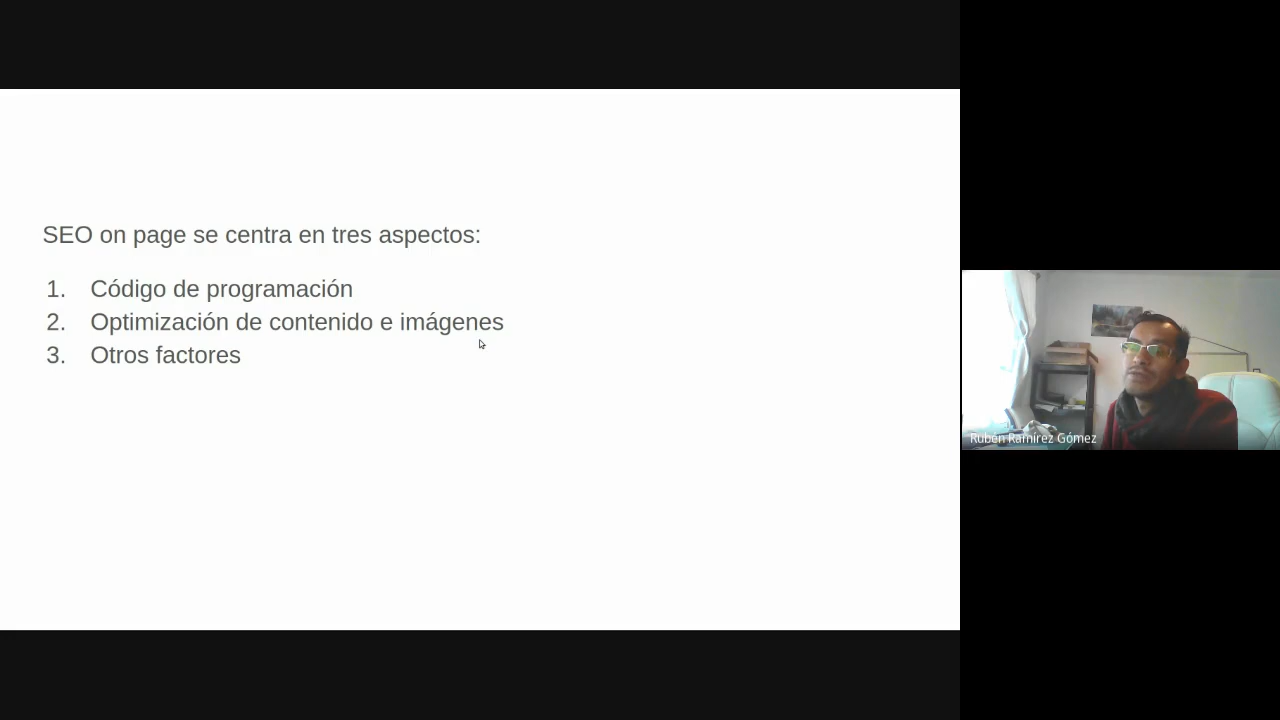 SEO on page se centra en tres aspectos:
1. Código de programación
2. Optimización de contenido e imágenes
3. Otros factores
Rubén Ramírez Gómez